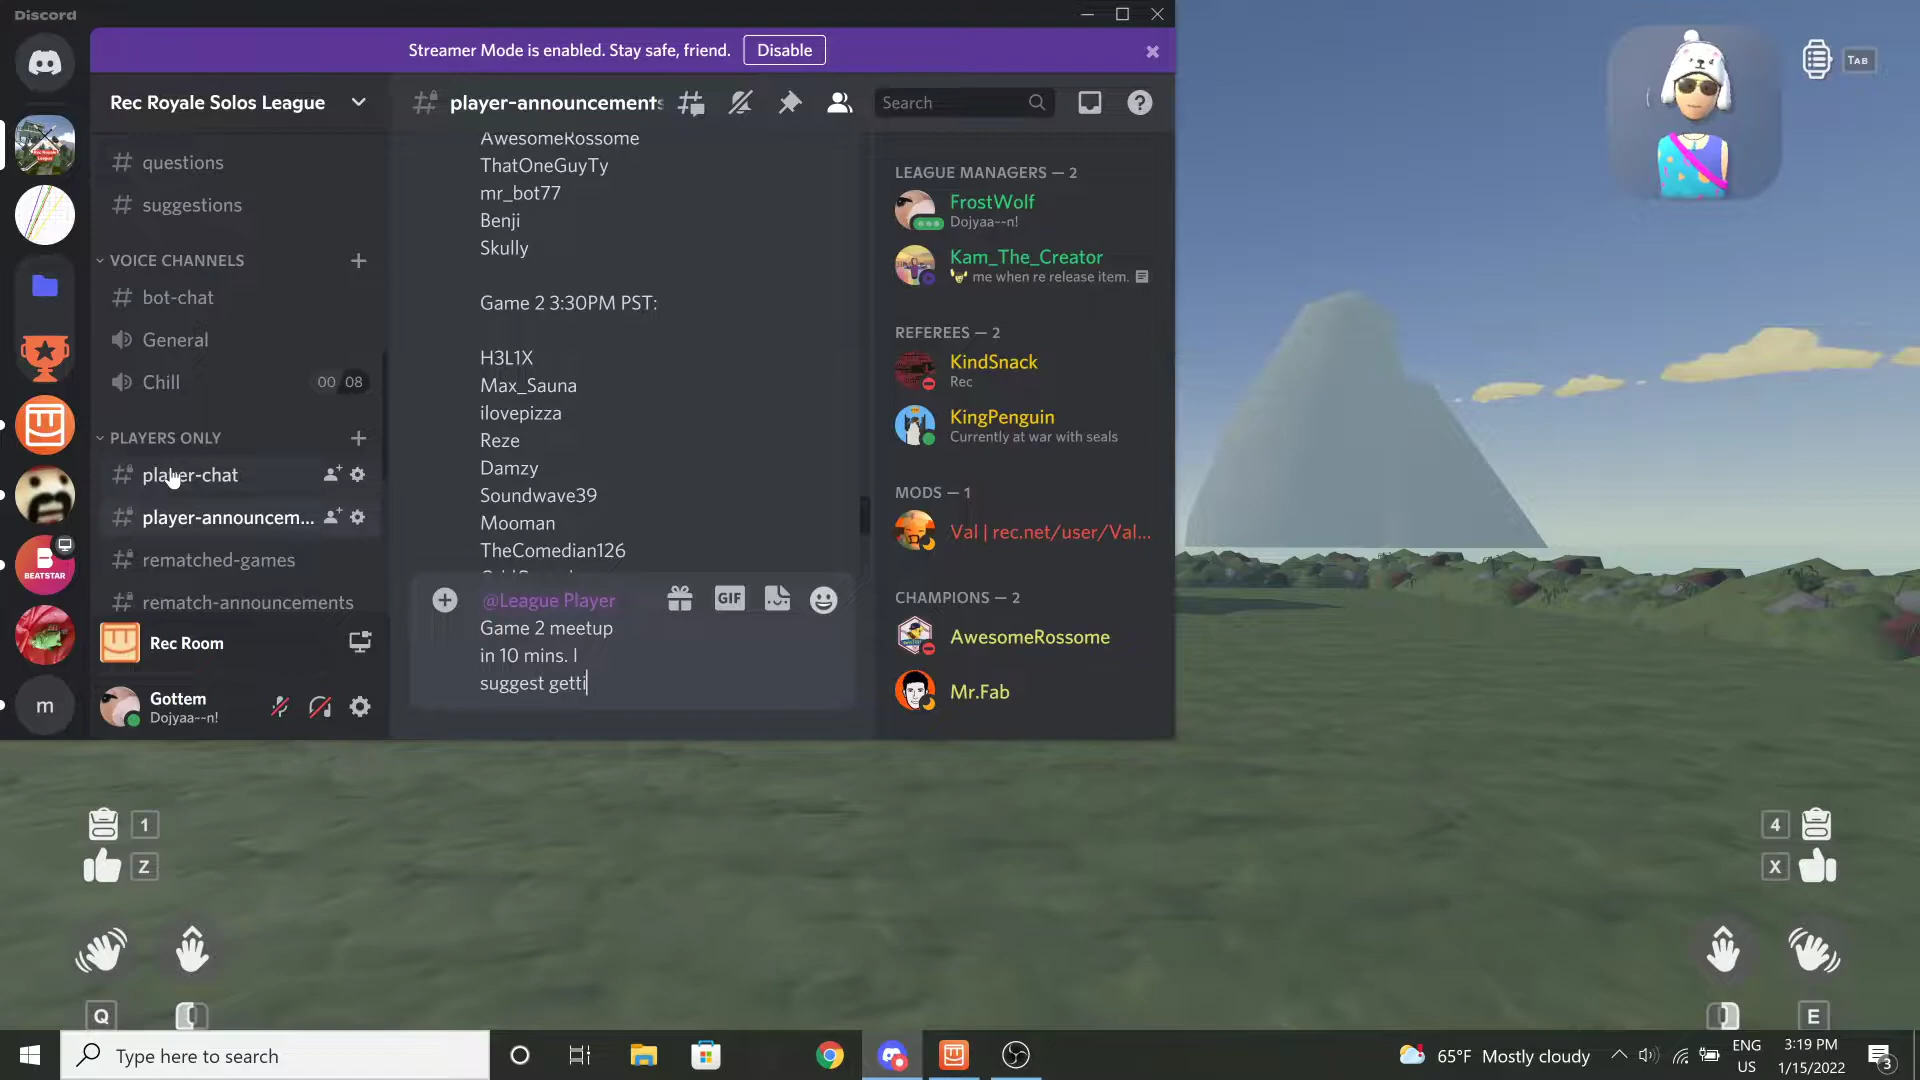 Discord
Streamer Mode is enabled. Stay safe, friend.
Disable
Rec Royale Solos League
questions
suggestions
VOICE CHANNELS
bot-chat
General
Chill
00 08
PLAYERS ONLY
player-chat
player-announcem...
rematched-games
rematch-announcements
Rec Room
Gottem
Dojyaa~~n!
BEATSTAR
m
player-announcements
Search
AwesomeRossome
ThatOneGuyTy
mr_bot77
Benji
Skully
Game 2 3:30PM PST:
H3L1X
Max_Sauna
ilovepizza
Reze
Damzy
Soundwave39
Mooman
TheComedian126
@League Player
Game 2 meetup
in 10 mins. I
suggest getti
GIF
LEAGUE MANAGERS — 2
FrostWolf
Dojyaa~~n!
Kam_The_Creator
me when re release item.
REFEREES — 2
KindSnack
Rec
KingPenguin
Currently at war with seals
MODS — 1
Val | rec.net/user/Val...
CHAMPIONS — 2
AwesomeRossome
Mr.Fab
TAB
1
Z
Q
4
X
E
Type here to search
65°F Mostly cloudy
ENG
US
3:19 PM
1/15/2022
3